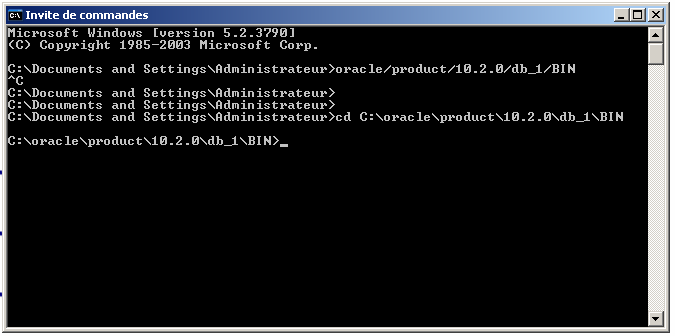 Invite de commandes
Microsoft Windows [version 5.2.3790]
(C) Copyright 1985-2003 Microsoft Corp.
C:\Documents and Settings\Administrateur>oracle/product/10.2.0/db_1/BIN
^C
C:\Documents and Settings\Administrateur>
C:\Documents and Settings\Administrateur>
C:\Documents and Settings\Administrateur>cd C:\oracle\product\10.2.0\db_1\BIN
C:\oracle\product\10.2.0\db_1\BIN>_